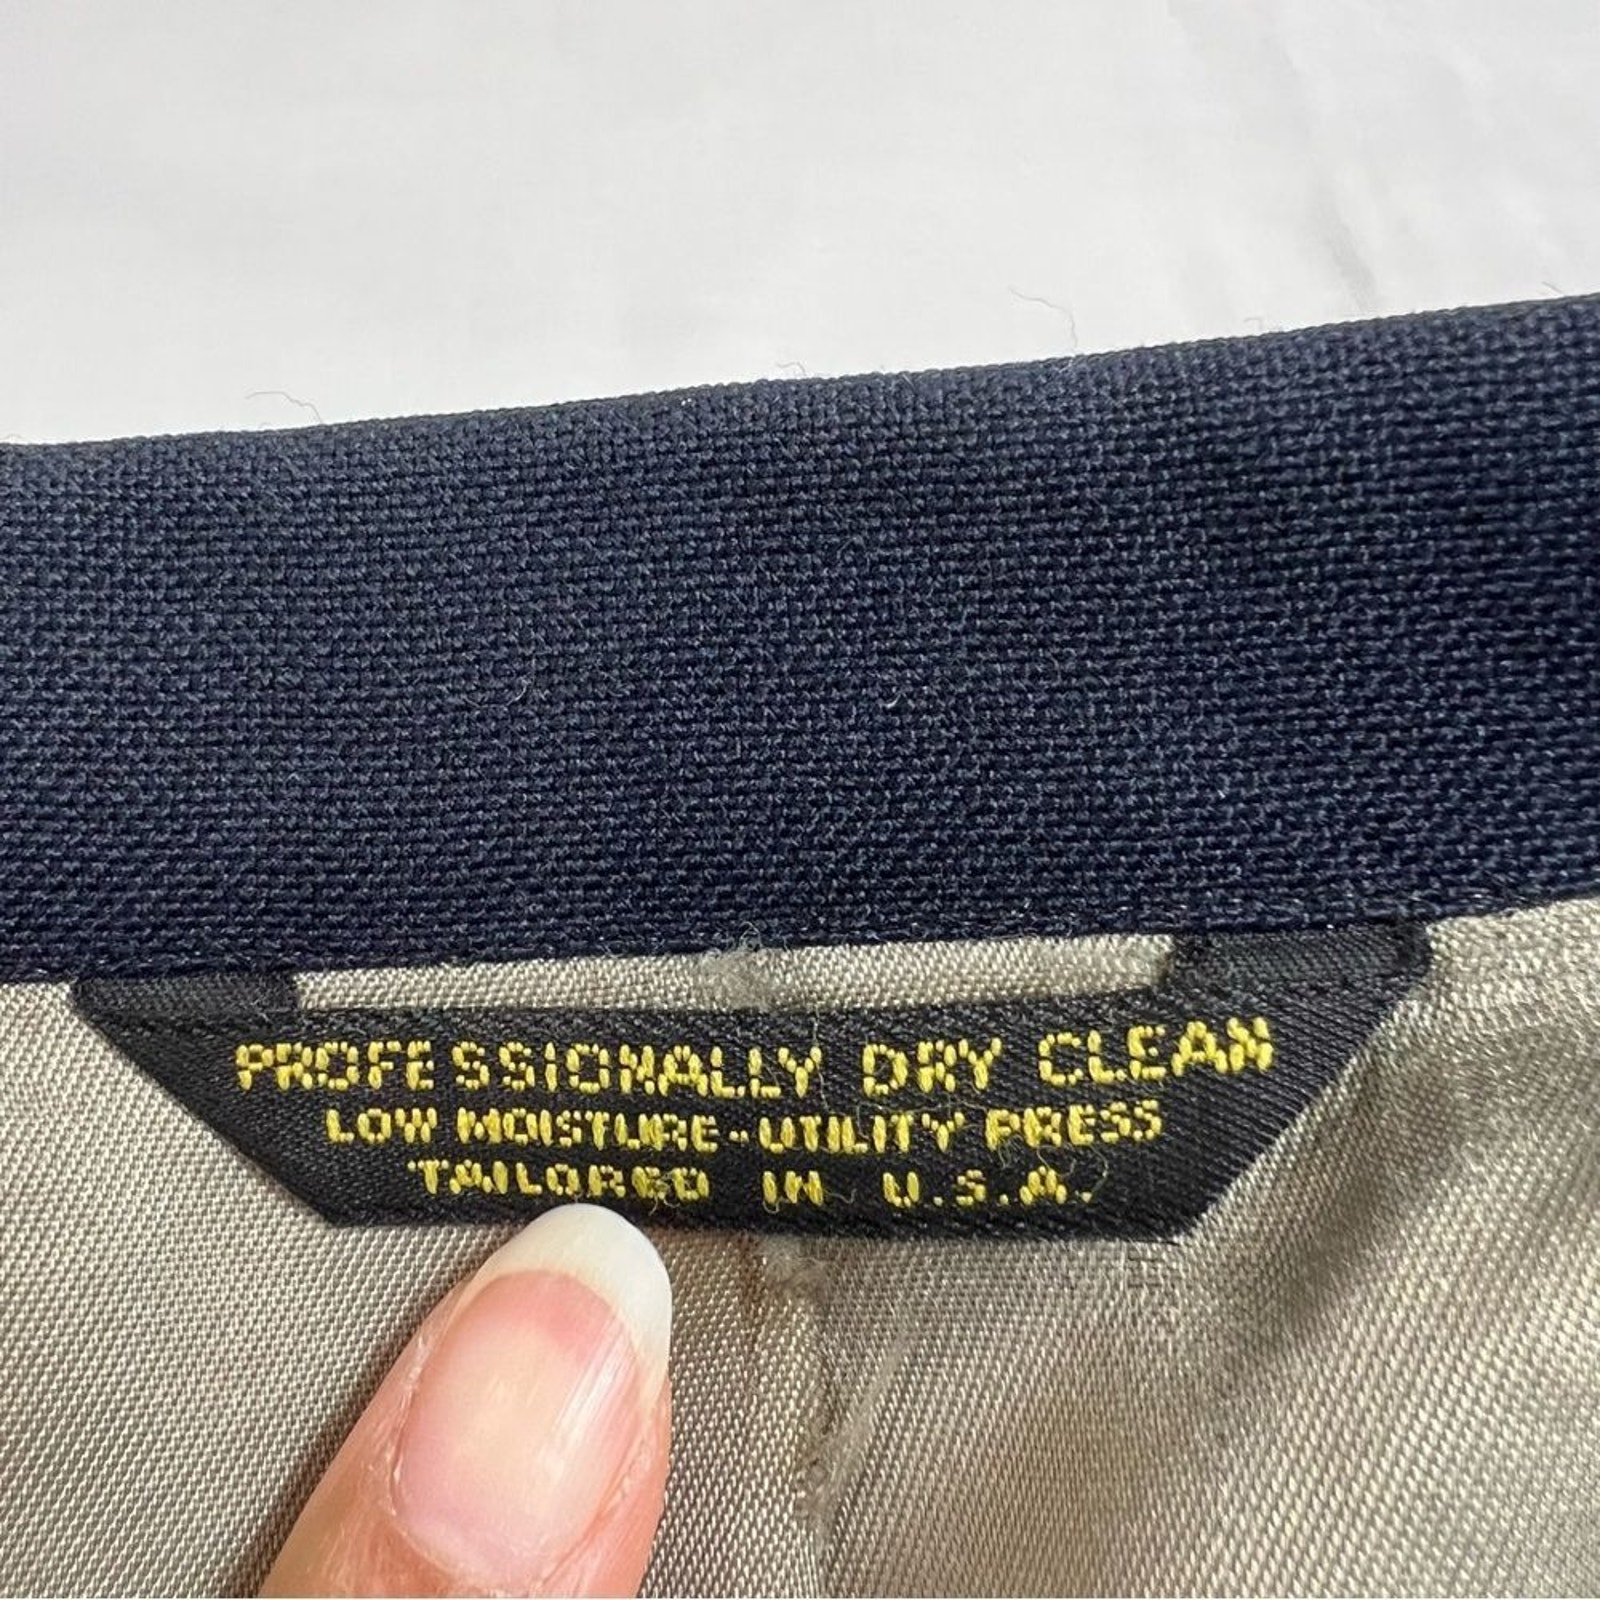 PROFESSIONALLY DRY CLEAN
LOW MOISTURE-UTILITY PRESS
TAILORED IN U.S.A.